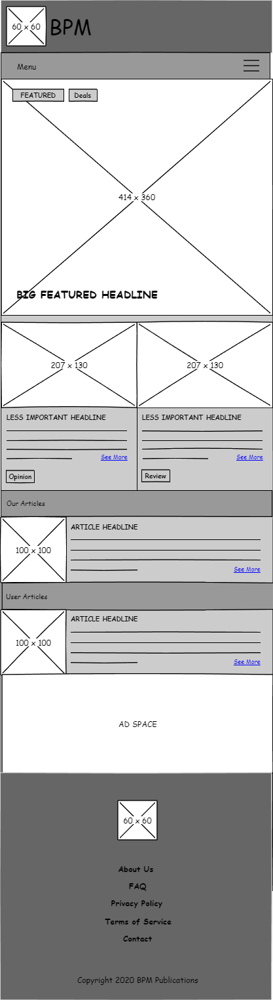 60 x 60
BPM
Menu
FEATURED
Deals
414 x 360
BIG FEATURED HEADLINE
207 x 130
207 x 130
LESS IMPORTANT HEADLINE
See More
Opinion
LESS IMPORTANT HEADLINE
See More
Review
Our Articles
100 x 100
ARTICLE HEADLINE
See More
User Articles
100 x 100
ARTICLE HEADLINE
See More
AD SPACE
60 x 60
About Us
FAQ
Privacy Policy
Terms of Service
Contact
Copyright 2020 BPM Publications